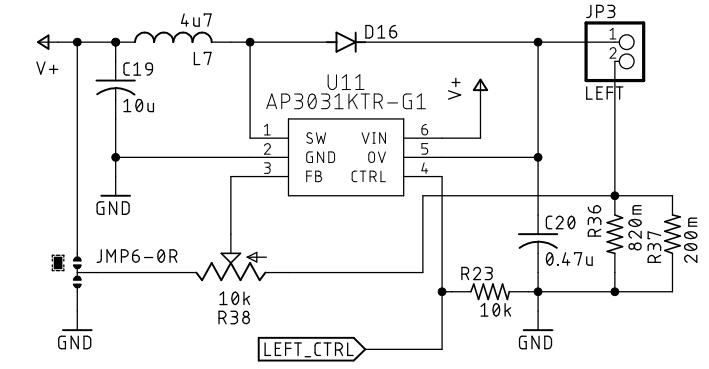 4u7
L7
D16
JP3
1
2
LEFT
V+
C19
10u
U11
AP3031KTR-G1
V+
1
SW
VIN
6
2
GND
OV
5
3
FB
CTRL
4
GND
R36
820m
R37
200m
C20
0.47u
JMP6-0R
10k
R38
R23
10k
GND
LEFT_CTRL
GND